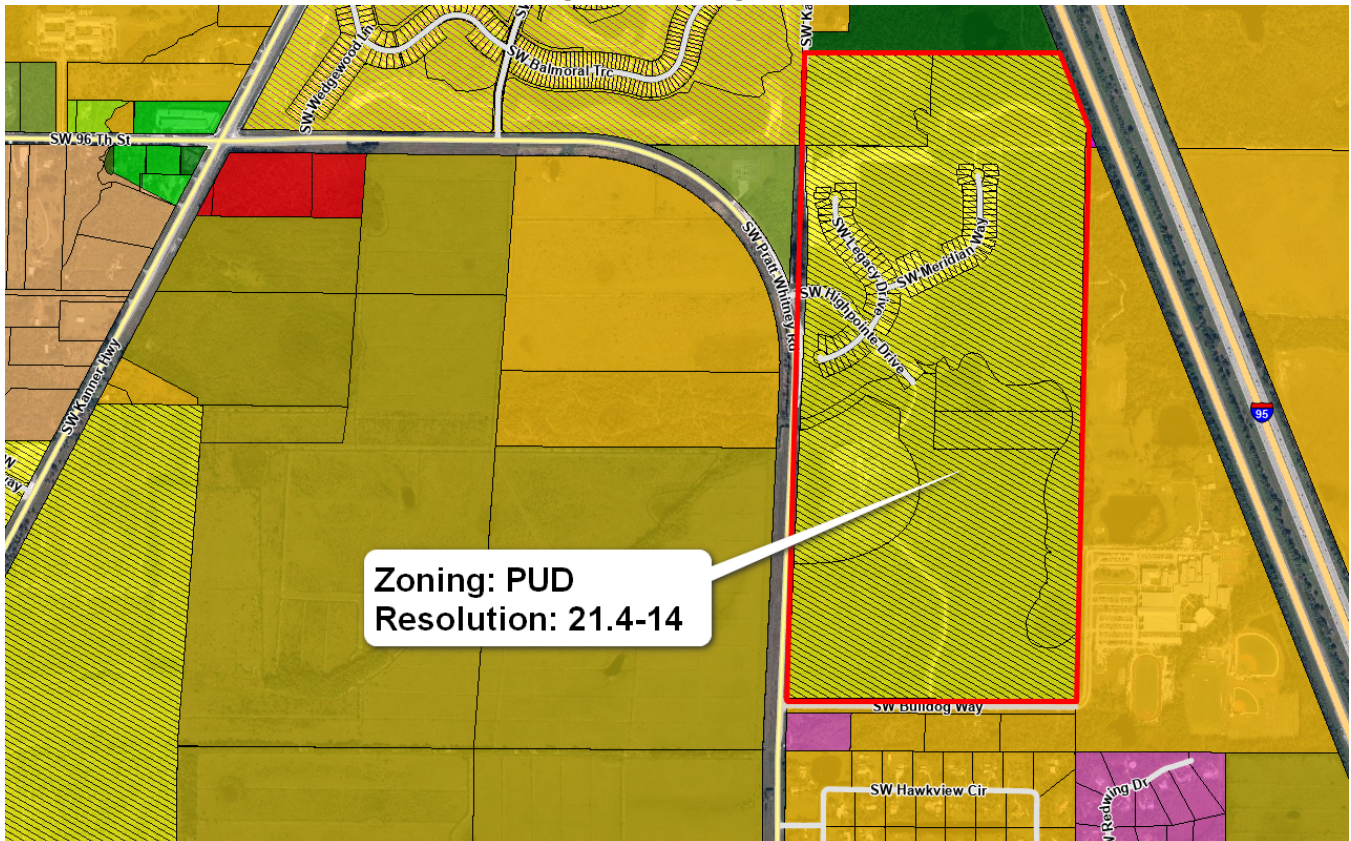 SW Ka
SW Wedgewood Ln
SW Balmoral Trc
SW 96 Th St
SW Pratt Whitney Rd
SW Legacy Drive
SW Meridian Way
SW Highpointe Drive
SW Kanner Hwy
95
Zoning: PUD
Resolution: 21.4-14
SW Bulldog Way
SW Hawkview Cir
Redwing Dr